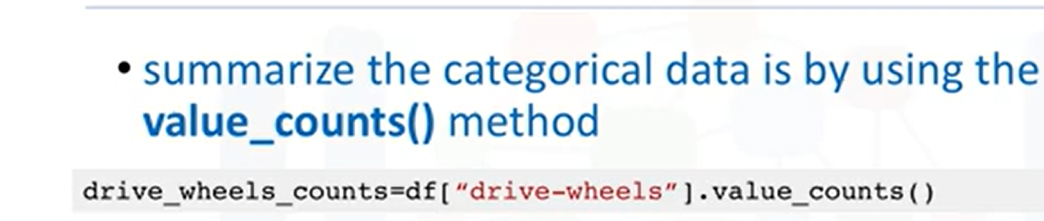 • summarize the categorical data is by using the
value_counts() method
drive_wheels_counts=df[“drive-wheels”].value_counts()